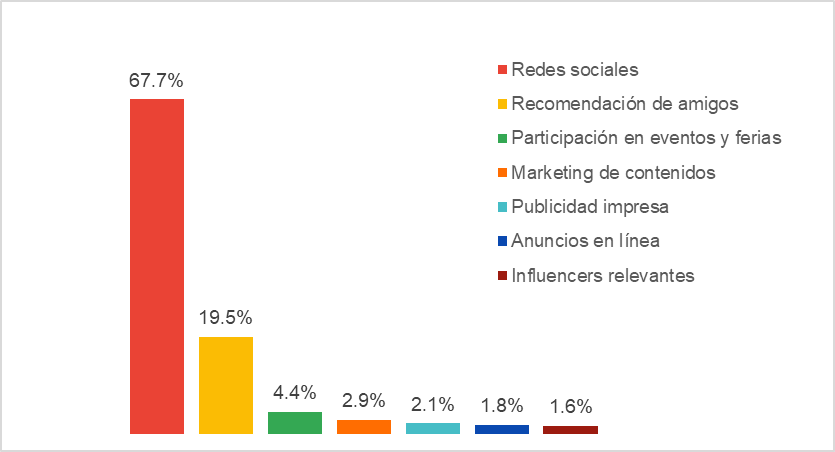 67.7%
19.5%
4.4%
2.9%
2.1%
1.8%
1.6%
Redes sociales
Recomendación de amigos
Participación en eventos y ferias
Marketing de contenidos
Publicidad impresa
Anuncios en línea
Influencers relevantes